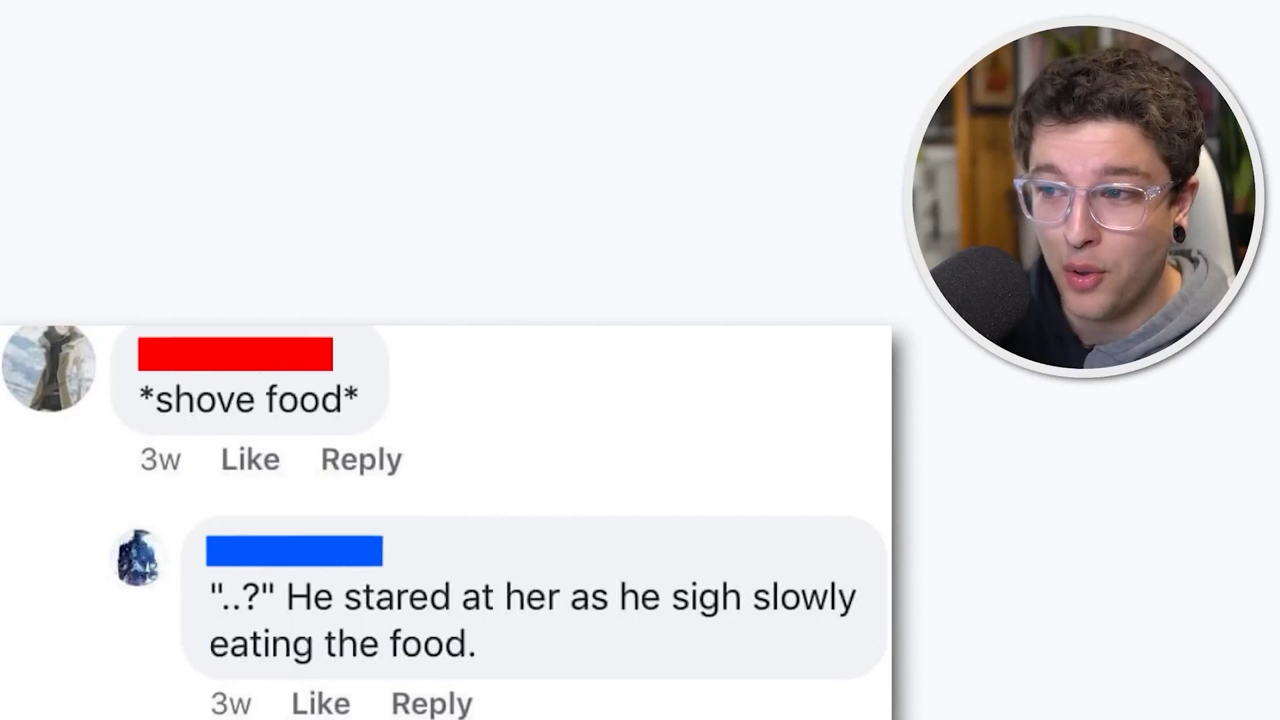 *shove food*
3w Like Reply
"..?" He stared at her as he sigh slowly
eating the food.
3w Like Reply